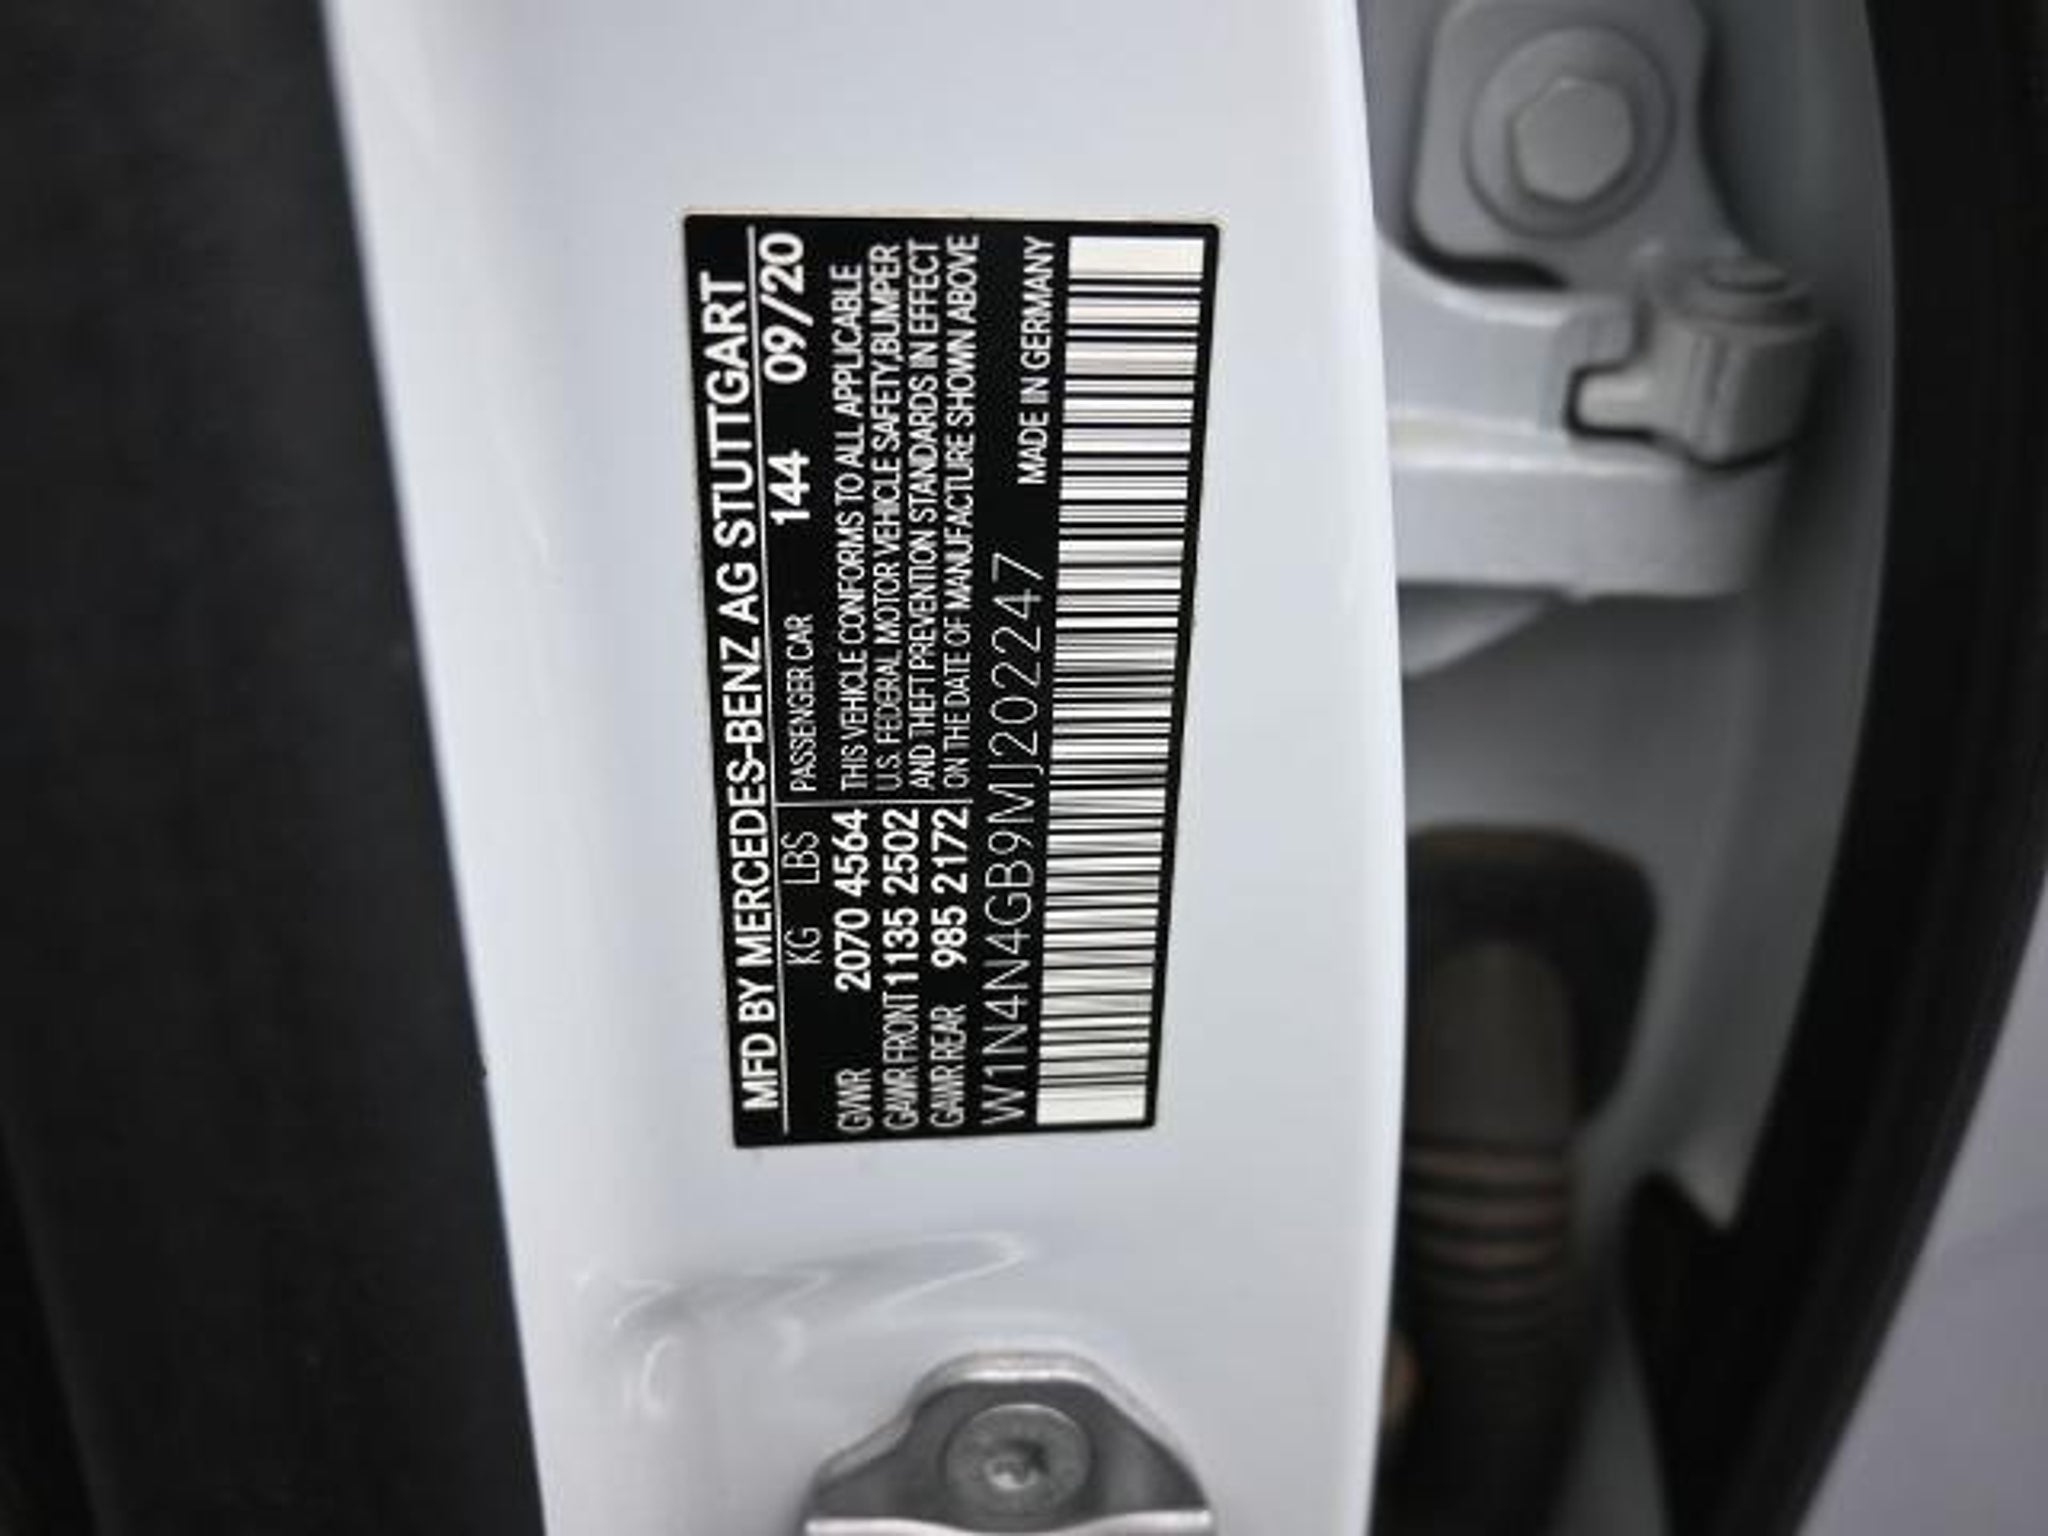 MFD BY MERCEDES-BENZ AG STUTTGART
KG LBS PASSENGER CAR 144 09/20
GVWR 2070 4564 THIS VEHICLE CONFORMS TO ALL APPLICABLE
GAWR FRONT 1135 2502 U.S. FEDERAL MOTOR VEHICLE SAFETY,BUMPER
GAWR REAR 985 2172 AND THEFT PREVENTION STANDARDS IN EFFECT
ON THE DATE OF MANUFACTURE SHOWN ABOVE
W1N4N4GB9MJ202247 MADE IN GERMANY